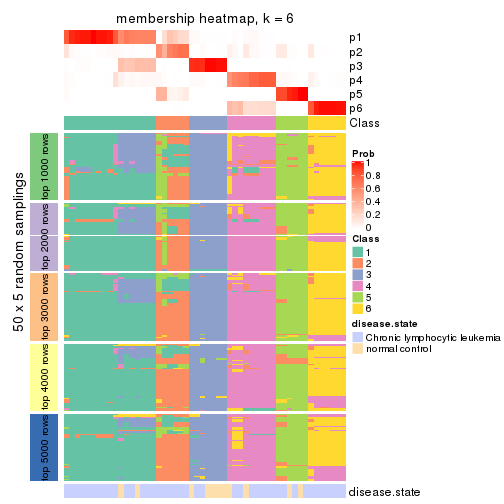 membership heatmap, k = 6
p1
p2
p3
p4
p5
p6
Class
50 x 5 random samplings
top 1000 rows
top 2000 rows
top 3000 rows
top 4000 rows
top 5000 rows
Prob
1
0.8
0.6
0.4
0.2
0
Class
1
2
3
4
5
6
disease.state
Chronic lymphocytic leukemia
normal control
disease.state